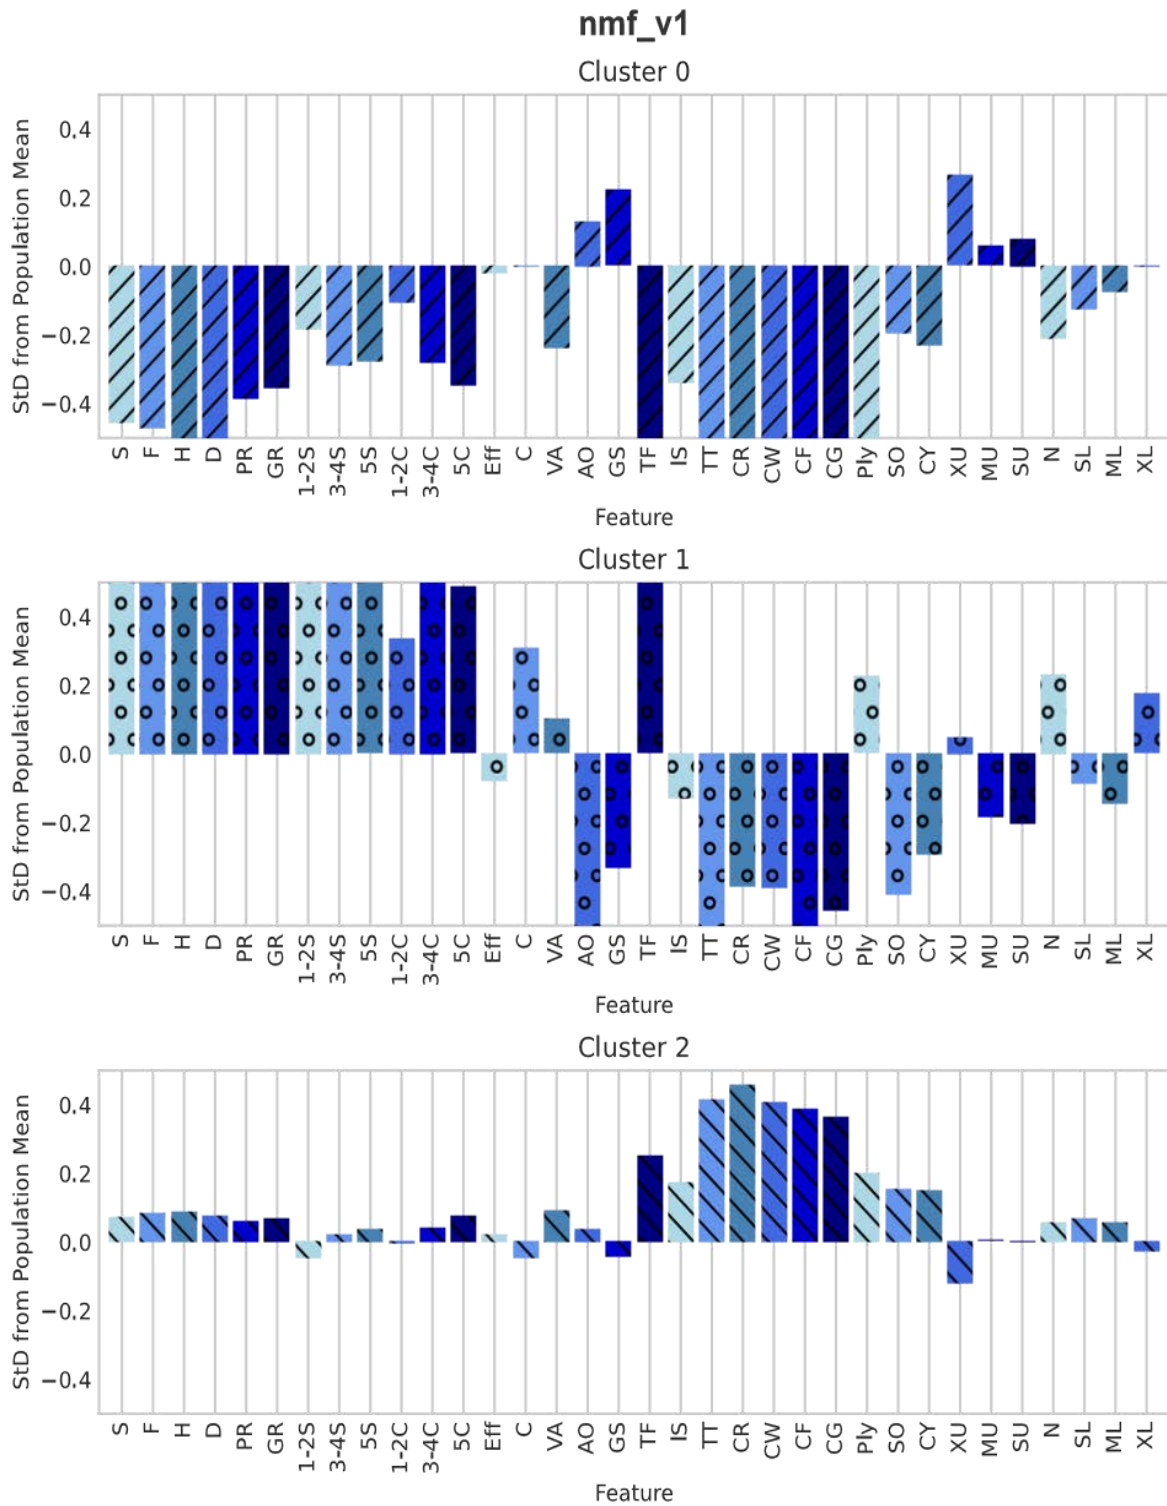 nmf_v1
Cluster 0
StD from Population Mean
0.4
0.2
0.0
−0.2
−0.4
S F H D PR GR 1-2S 3-4S 5S 1-2C 3-4C 5C Eff C VA AO GS TF IS TT CR CW CF CG Ply SO CY XU MU SU N SL ML XL
Feature
Cluster 1
StD from Population Mean
0.4
0.2
0.0
−0.2
−0.4
S F H D PR GR 1-2S 3-4S 5S 1-2C 3-4C 5C Eff C VA AO GS TF IS TT CR CW CF CG Ply SO CY XU MU SU N SL ML XL
Feature
Cluster 2
StD from Population Mean
0.4
0.2
0.0
−0.2
−0.4
S F H D PR GR 1-2S 3-4S 5S 1-2C 3-4C 5C Eff C VA AO GS TF IS TT CR CW CF CG Ply SO CY XU MU SU N SL ML XL
Feature